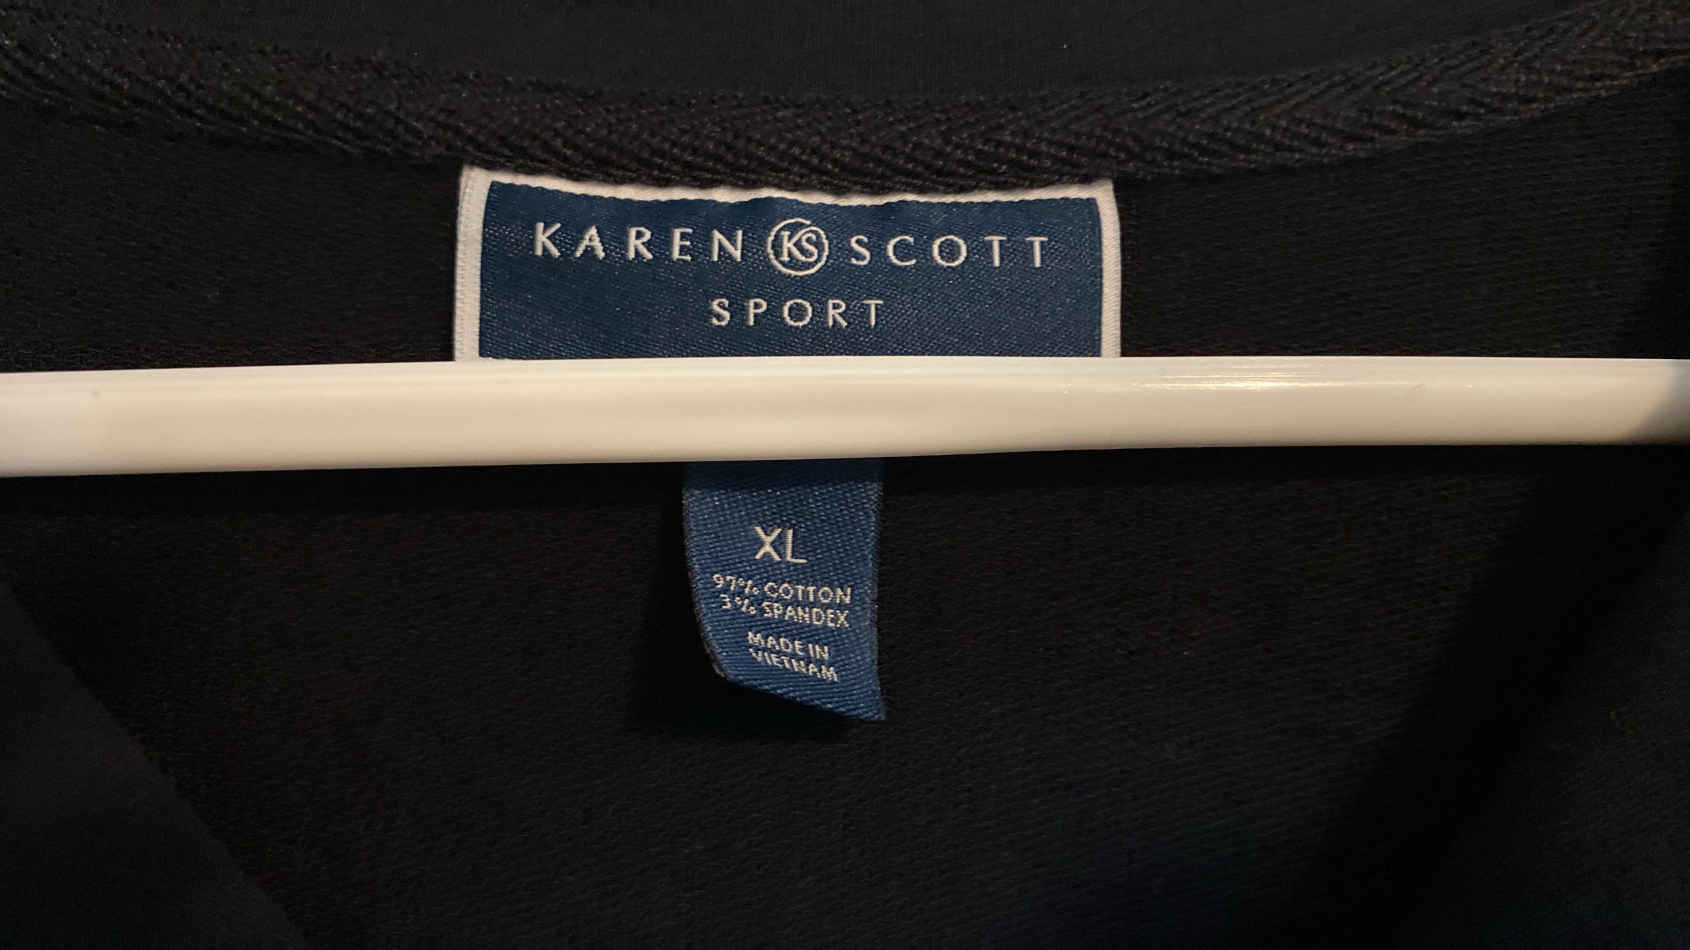 KAREN KS SCOTT
SPORT
XL
97% COTTON
3% SPANDEX
MADE IN
VIETNAM